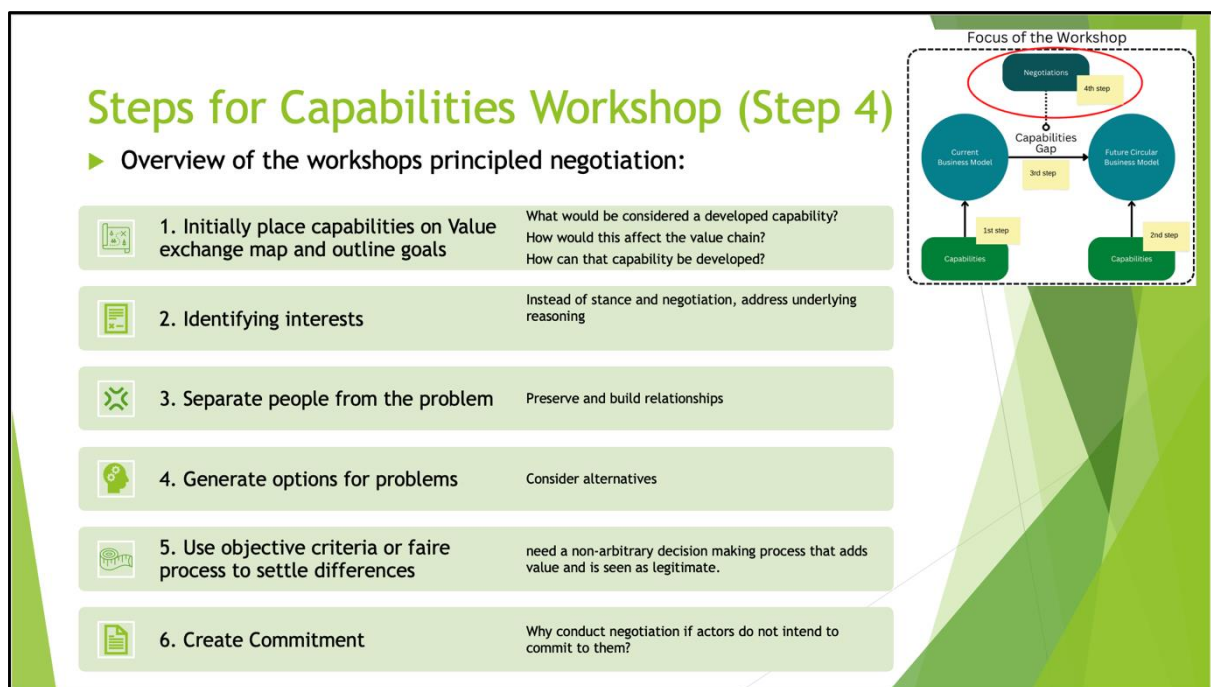 Steps for Capabilities Workshop (Step 4)
Overview of the workshops principled negotiation:
1. Initially place capabilities on Value
exchange map and outline goals
What would be considered a developed capability?
How would this affect the value chain?
How can that capability be developed?
2. Identifying interests
Instead of stance and negotiation, address underlying
reasoning
3. Separate people from the problem
Preserve and build relationships
4. Generate options for problems
Consider alternatives
5. Use objective criteria or faire
process to settle differences
need a non-arbitrary decision making process that adds
value and is seen as legitimate.
6. Create Commitment
Why conduct negotiation if actors do not intend to
commit to them?
Focus of the Workshop
Negotiations
4th step
Capabilities
Gap
Current
Business Model
Future Circular
Business Model
3rd step
1st step
2nd step
Capabilities
Capabilities